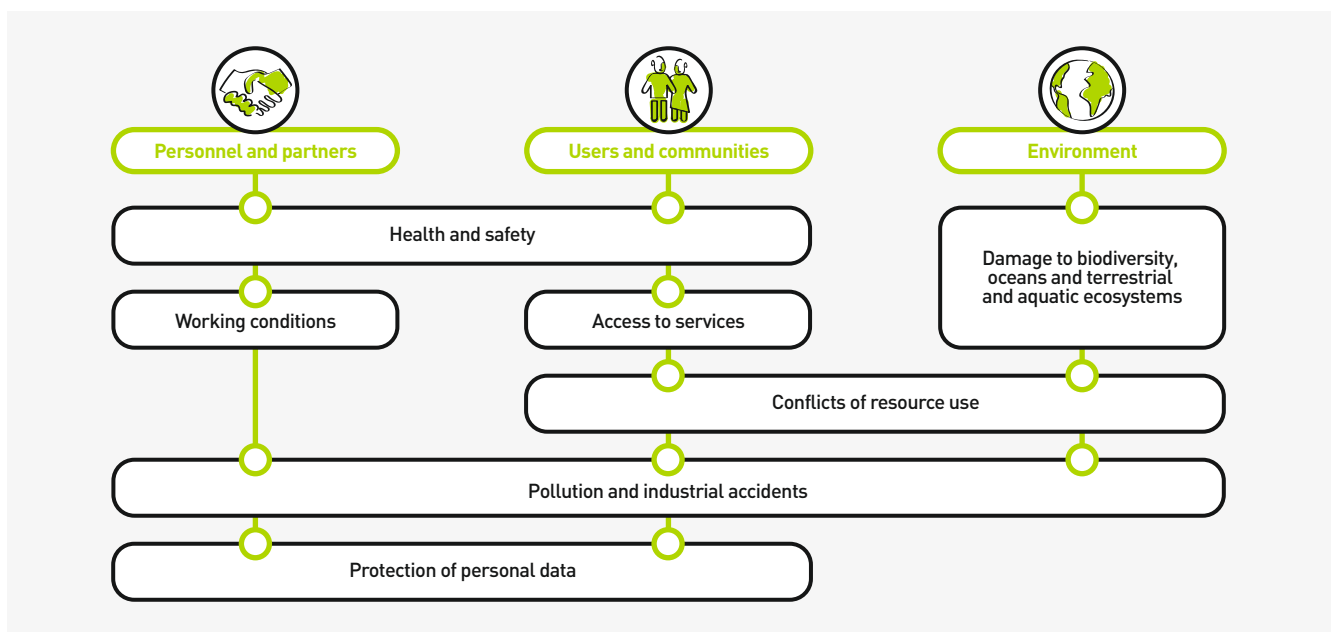 Personnel and partners
Users and communities
Environment
Health and safety
Damage to biodiversity,
oceans and terrestrial
and aquatic ecosystems
Working conditions
Access to services
Conflicts of resource use
Pollution and industrial accidents
Protection of personal data